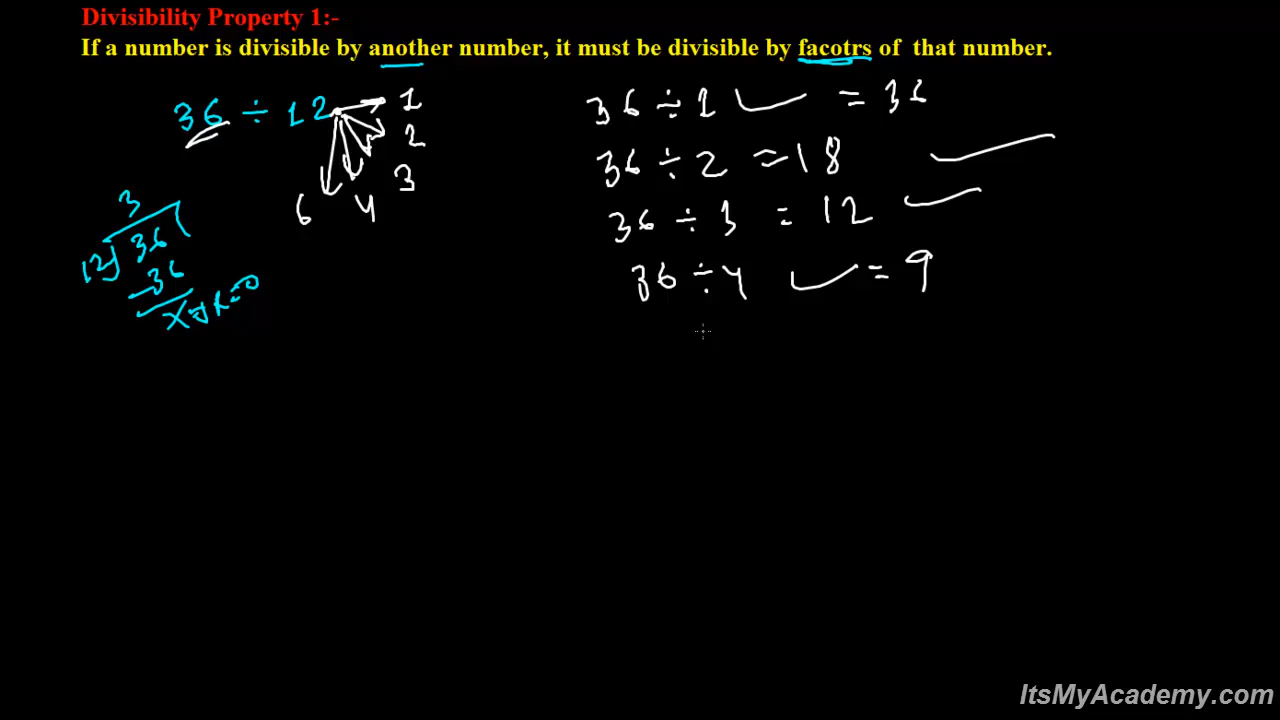 Divisibility Property 1:-
If a number is divisible by another number, it must be divisible by facotrs of that number.
36 ÷ 12
1
2
3
4
6
3
12 36
36
x → R=0
36 ÷ 1 = 36
36 ÷ 2 = 18
36 ÷ 3 = 12
36 ÷ 4 = 9
ItsMyAcademy.com